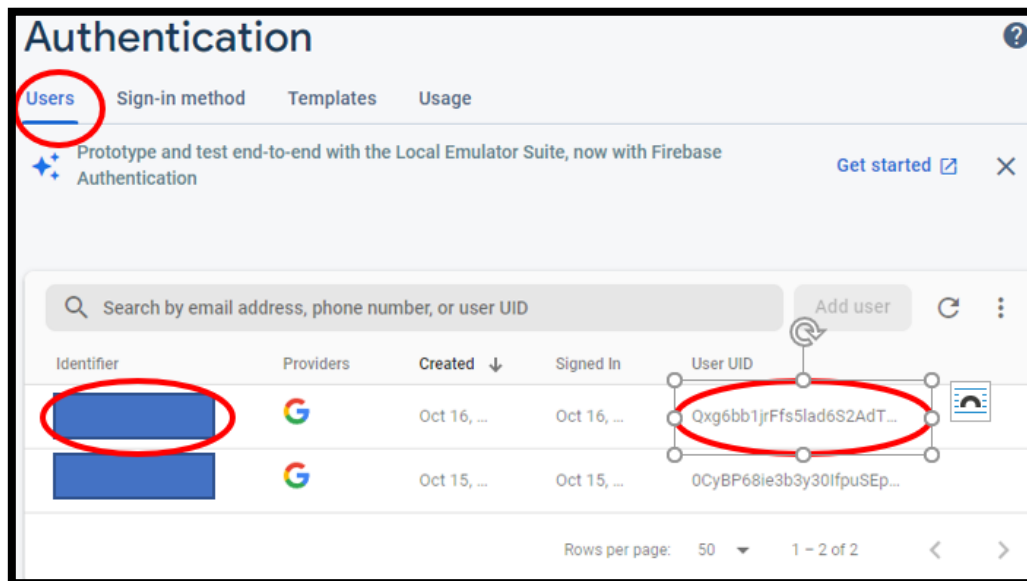 Authentication
Users Sign-in method Templates Usage
Prototype and test end-to-end with the Local Emulator Suite, now with Firebase
Authentication
Get started
Search by email address, phone number, or user UID
Add user
Identifier Providers Created Signed In User UID
Oct 16, ... Oct 16, ... Qxg6bb1jrFfs5lad6S2AdT...
Oct 15, ... Oct 15, ... 0CyBP68ie3b3y30IfpuSEp...
Rows per page: 50 1 – 2 of 2